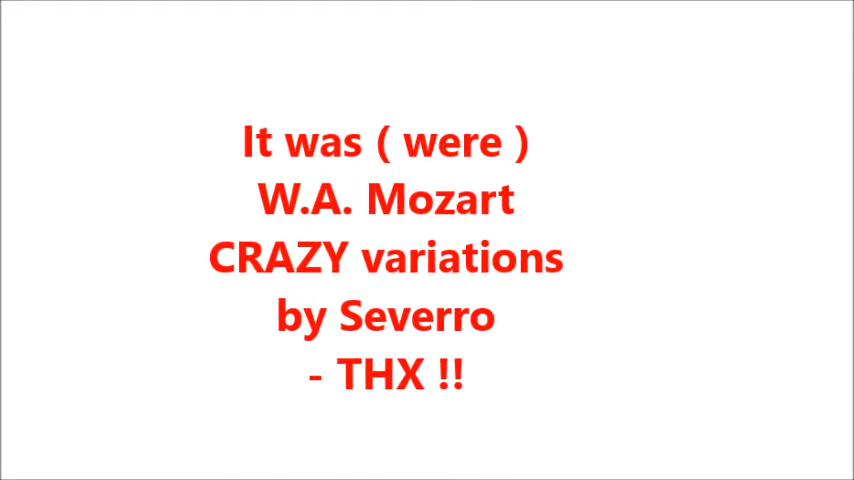 It was ( were )
W.A. Mozart
CRAZY variations
by Severro
- THX !!